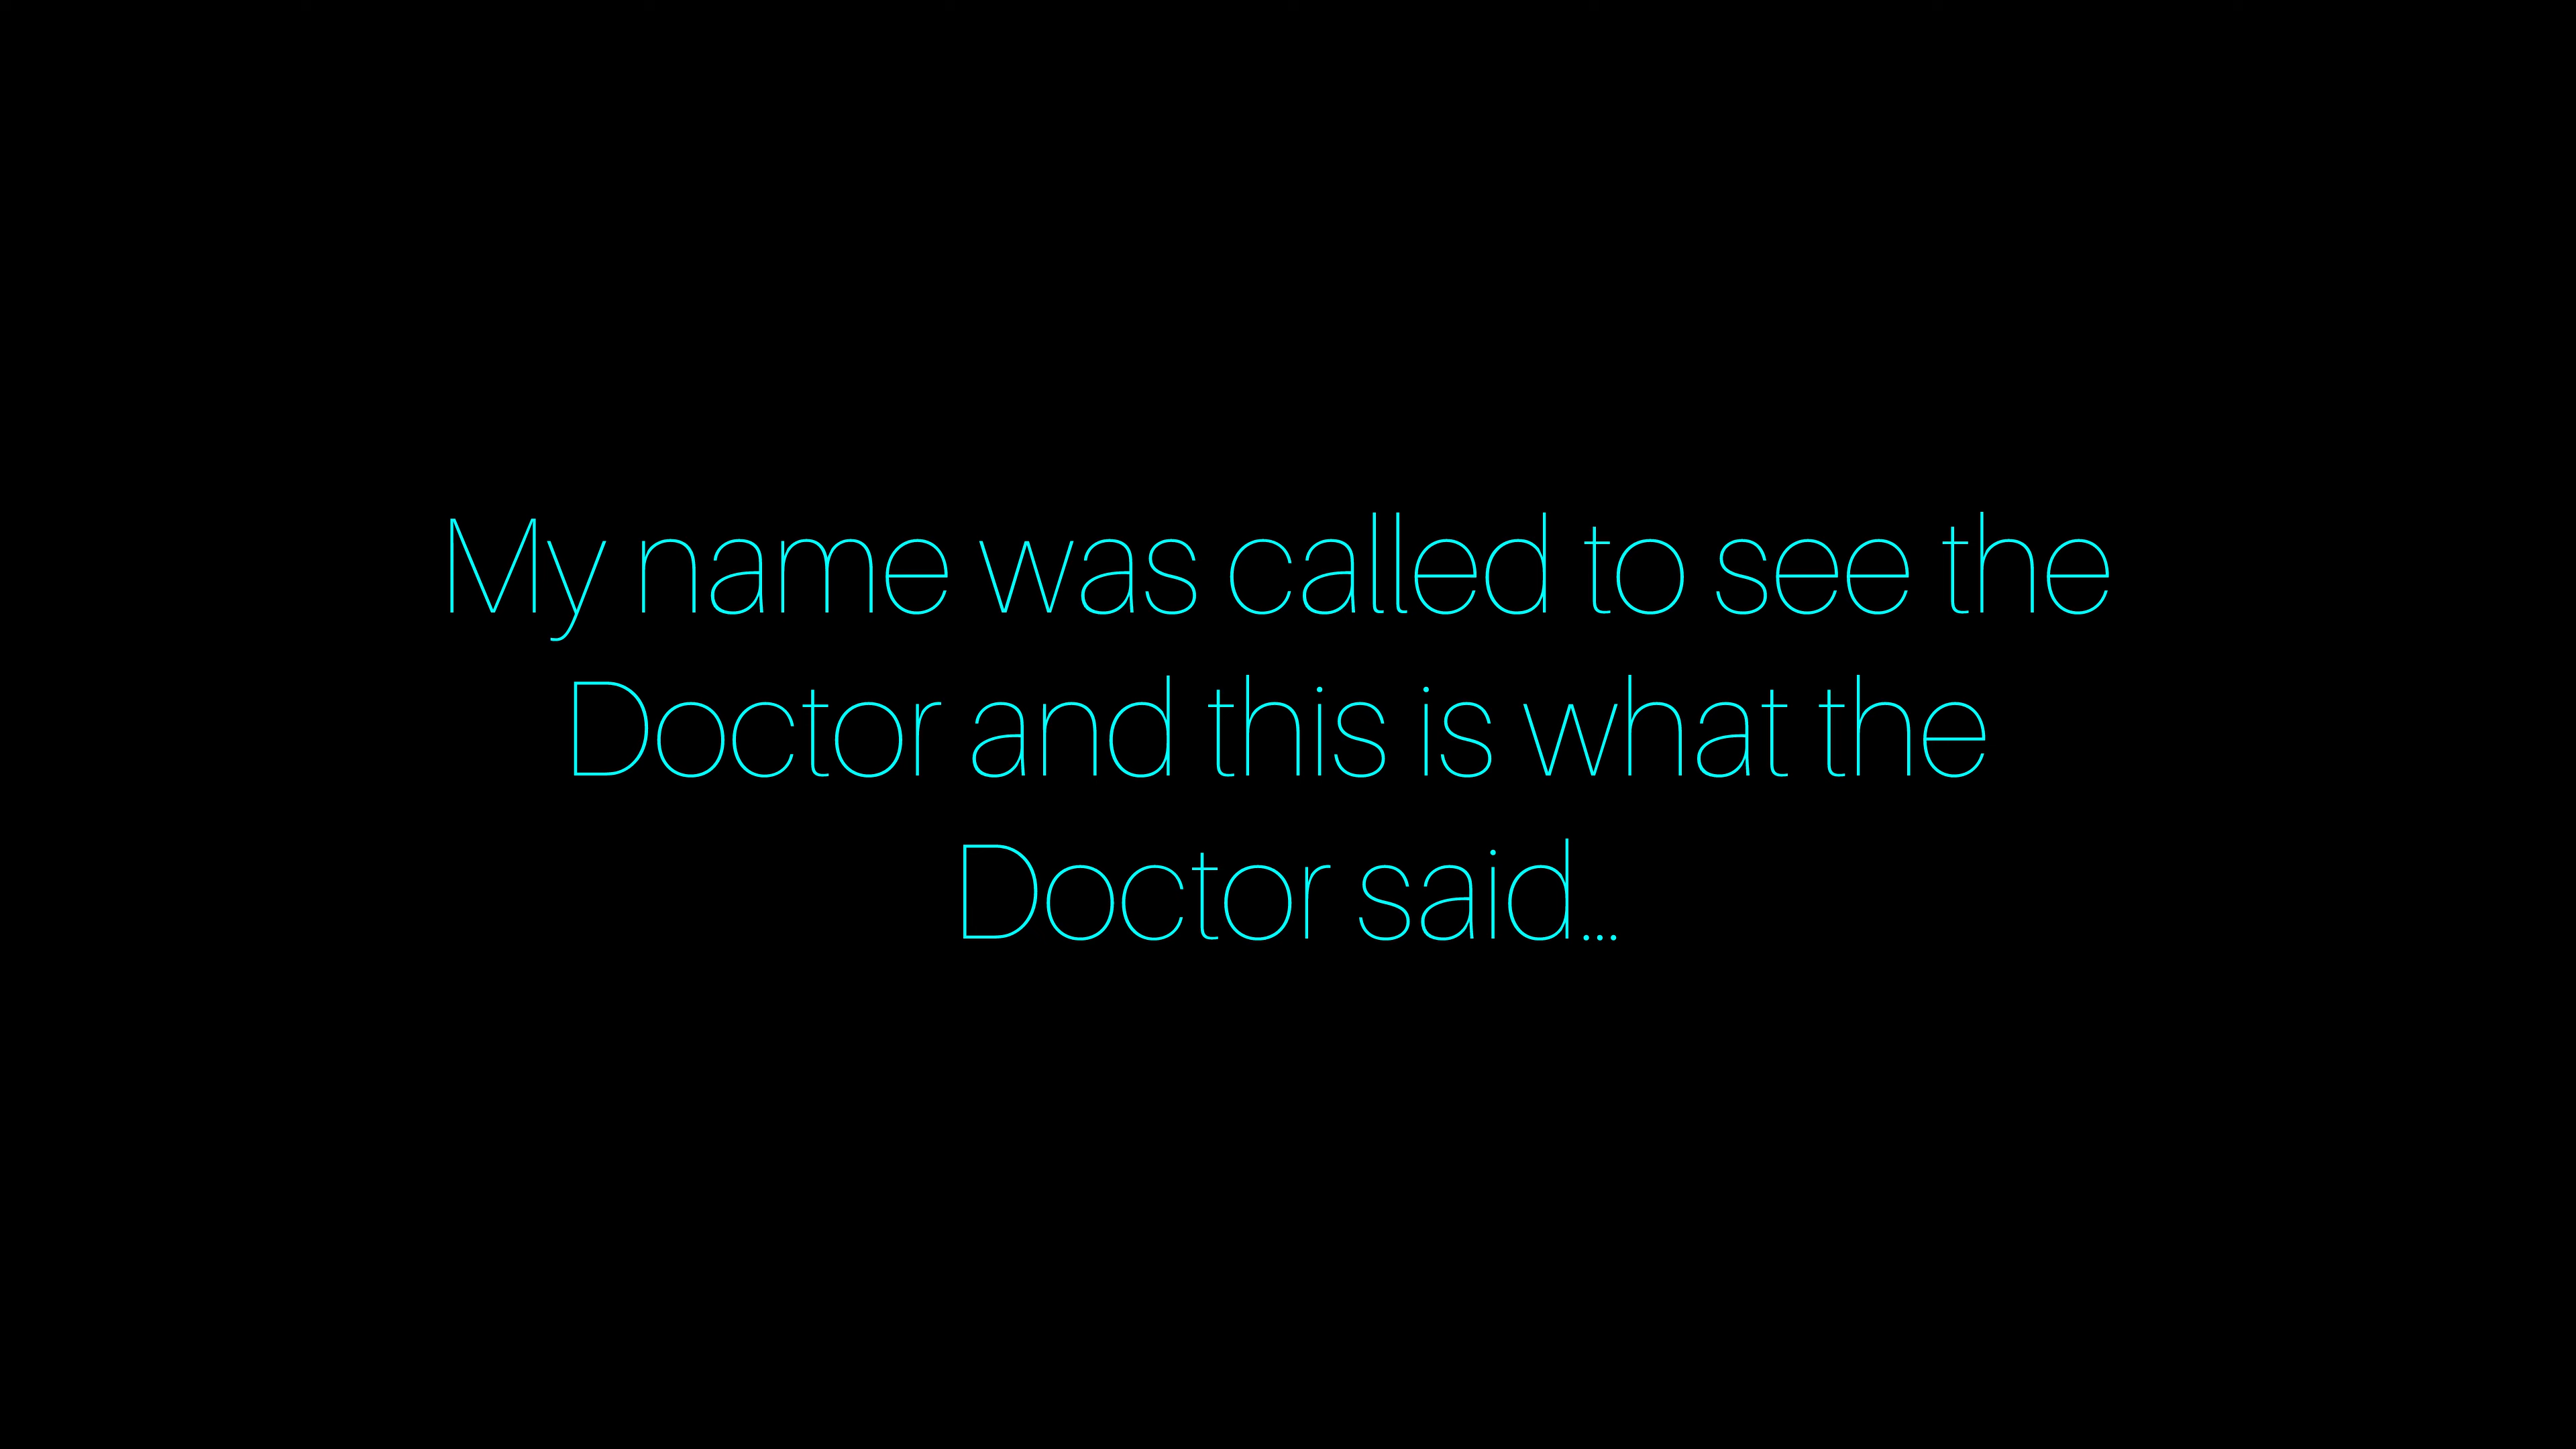 My name was called to see the
Doctor and this is what the
Doctor said...